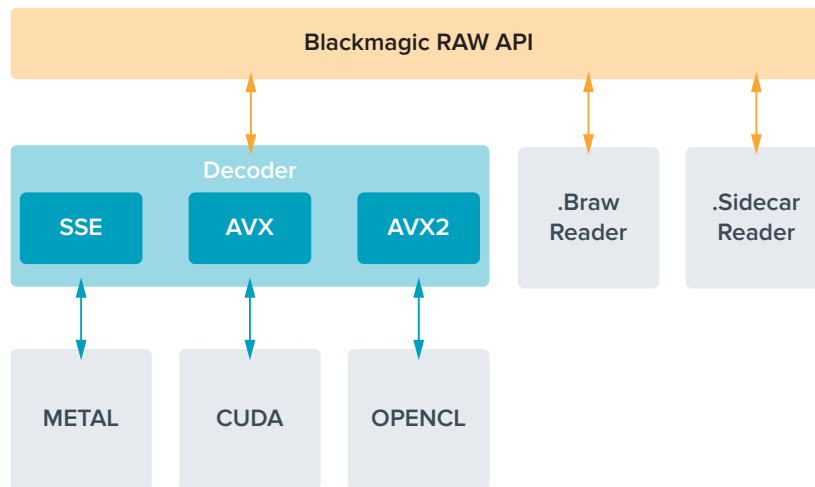 Blackmagic RAW API
Decoder
SSE
AVX
AVX2
.Braw
Reader
.Sidecar
Reader
METAL
CUDA
OPENCL